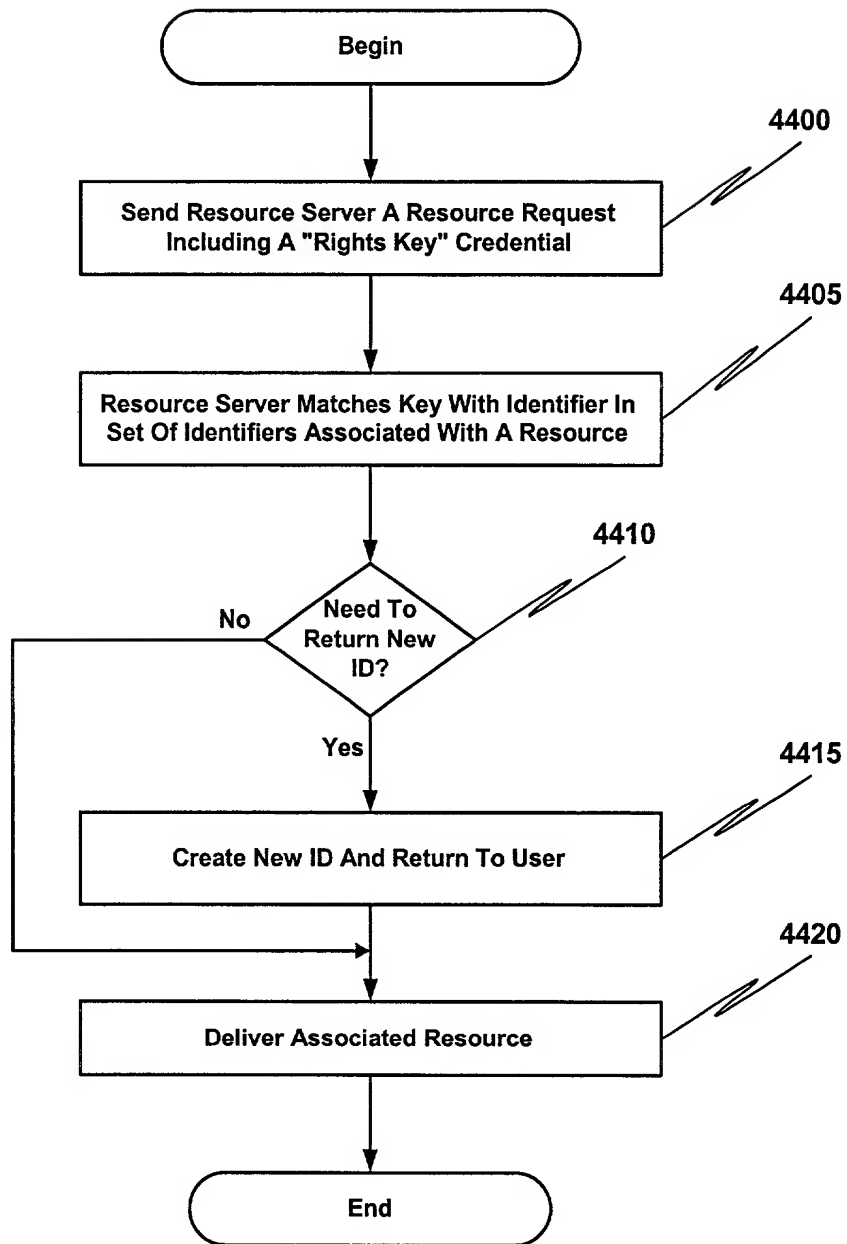 Begin
4400
Send Resource Server A Resource Request
Including A "Rights Key" Credential
4405
Resource Server Matches Key With Identifier In
Set Of Identifiers Associated With A Resource
4410
No
Need To
Return New
ID?
Yes
4415
Create New ID And Return To User
4420
Deliver Associated Resource
End